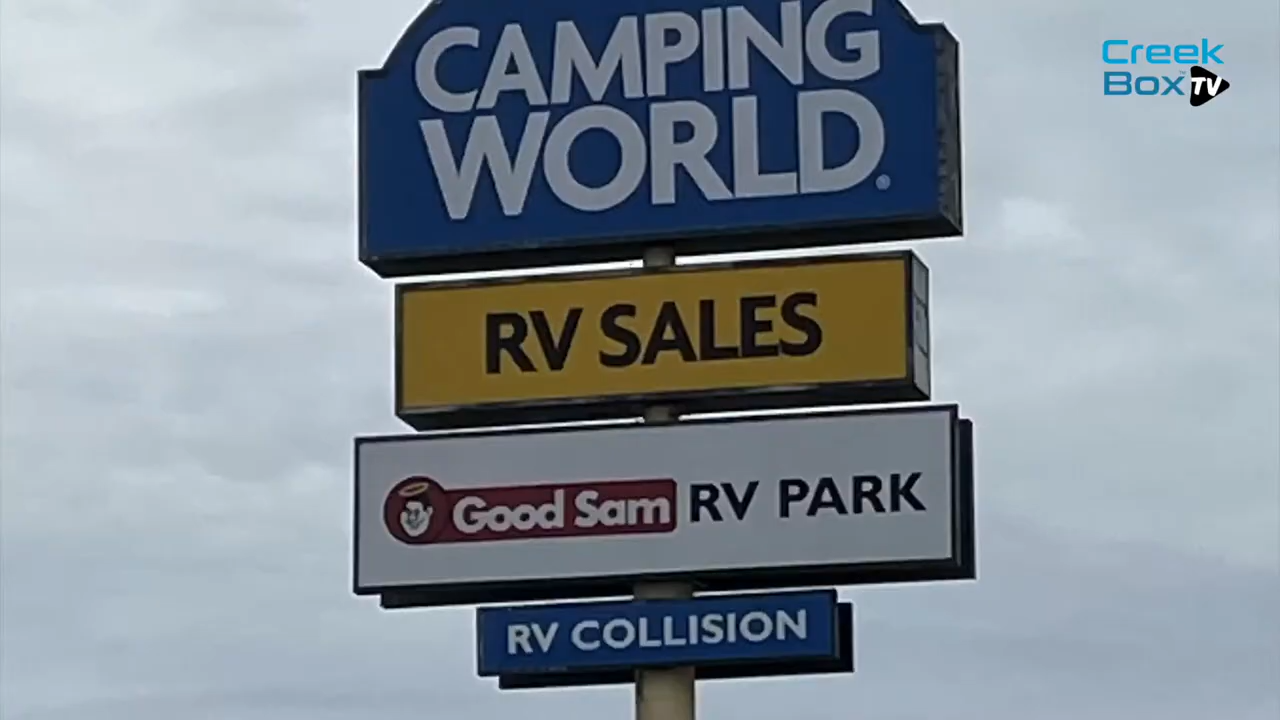 Creek
Box TV
CAMPING
WORLD®
RV SALES
Good Sam RV PARK
RV COLLISION